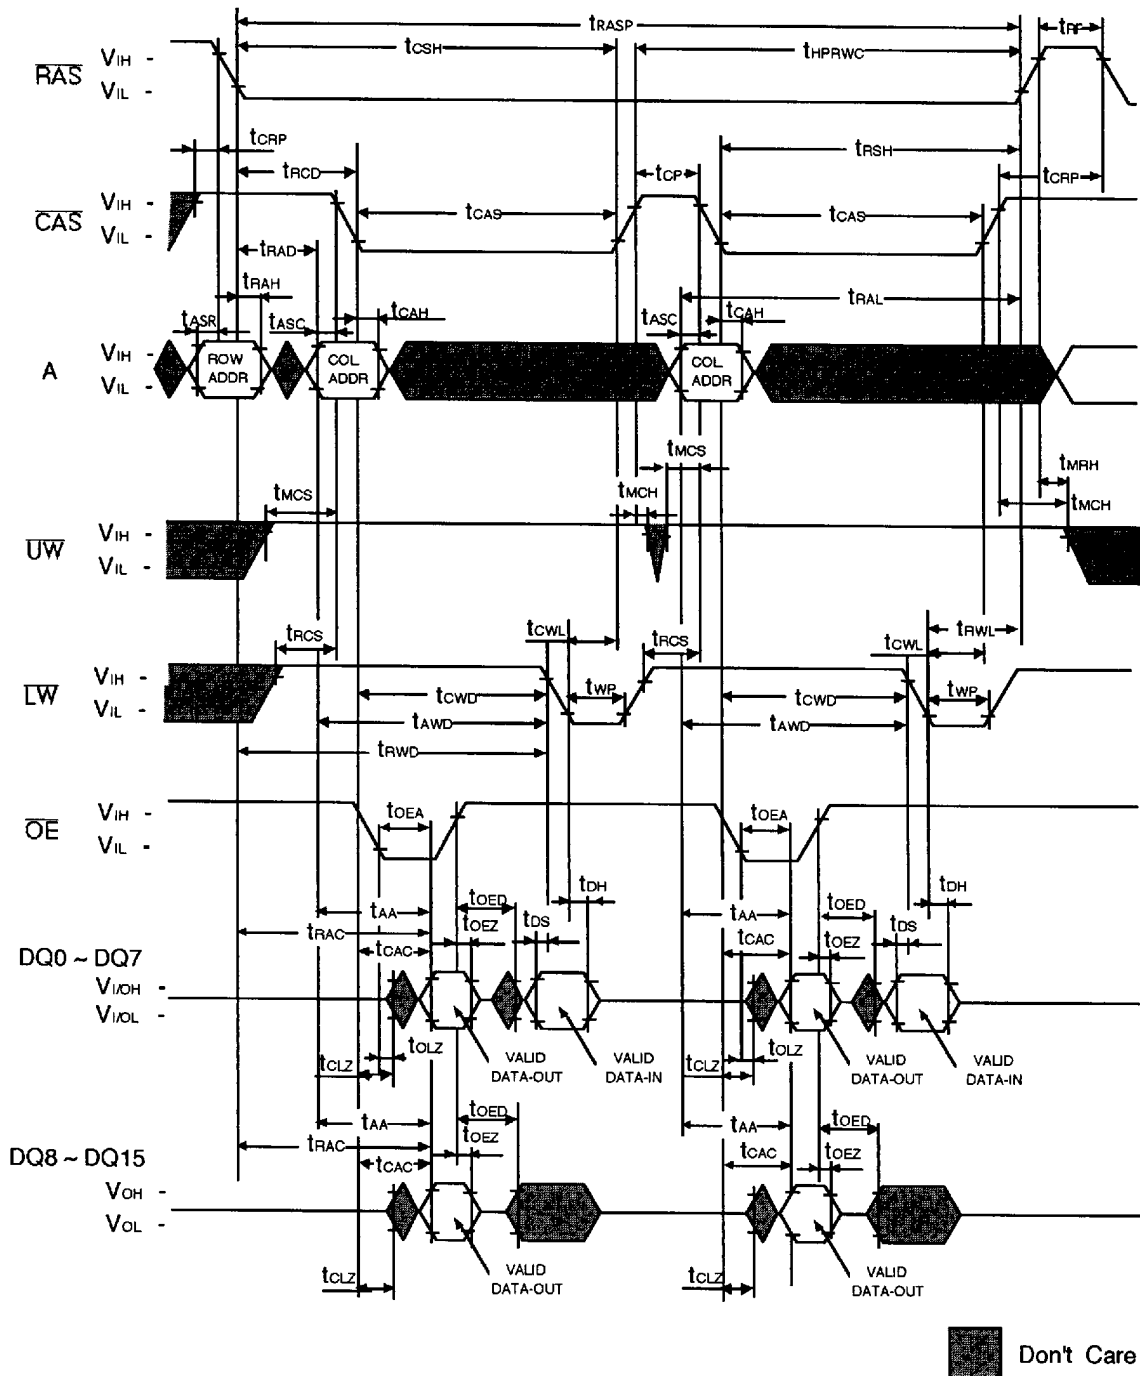 tRASP
tRP
tCSH
tHPRWC
RAS
VIH -
VIL -
tCRP
tRCD
tRSH
tCP
tCRP
CAS
VIH -
VIL -
tCAS
tCAS
tRAD
tRAH
tRAL
tASR
tASC
tCAH
tASC
tCAH
A
VIH -
VIL -
ROW ADDR
COL ADDR
COL ADDR
tMCS
tMCS
tMCH
tMRH
tMCH
UW
VIH -
VIL -
tRCS
tCWL
tRCS
tCWL
tRWL
LW
VIH -
VIL -
tCWD
tWP
tCWD
tWP
tAWD
tAWD
tRWD
OE
VIH -
VIL -
tOEA
tOEA
tDH
tDH
tAA
tOED
tDS
tAA
tOED
tDS
tRAC
tCAC
tOEZ
tCAC
tOEZ
DQ0 ~ DQ7
VI/OH -
VI/OL -
tCLZ
tOLZ
VALID DATA-OUT
VALID DATA-IN
tCLZ
tOLZ
VALID DATA-OUT
VALID DATA-IN
tAA
tOED
tAA
tOED
tRAC
tOEZ
tCAC
tCAC
tOEZ
DQ8 ~ DQ15
VOH -
VOL -
tCLZ
VALID DATA-OUT
tCLZ
VALID DATA-OUT
Don't Care